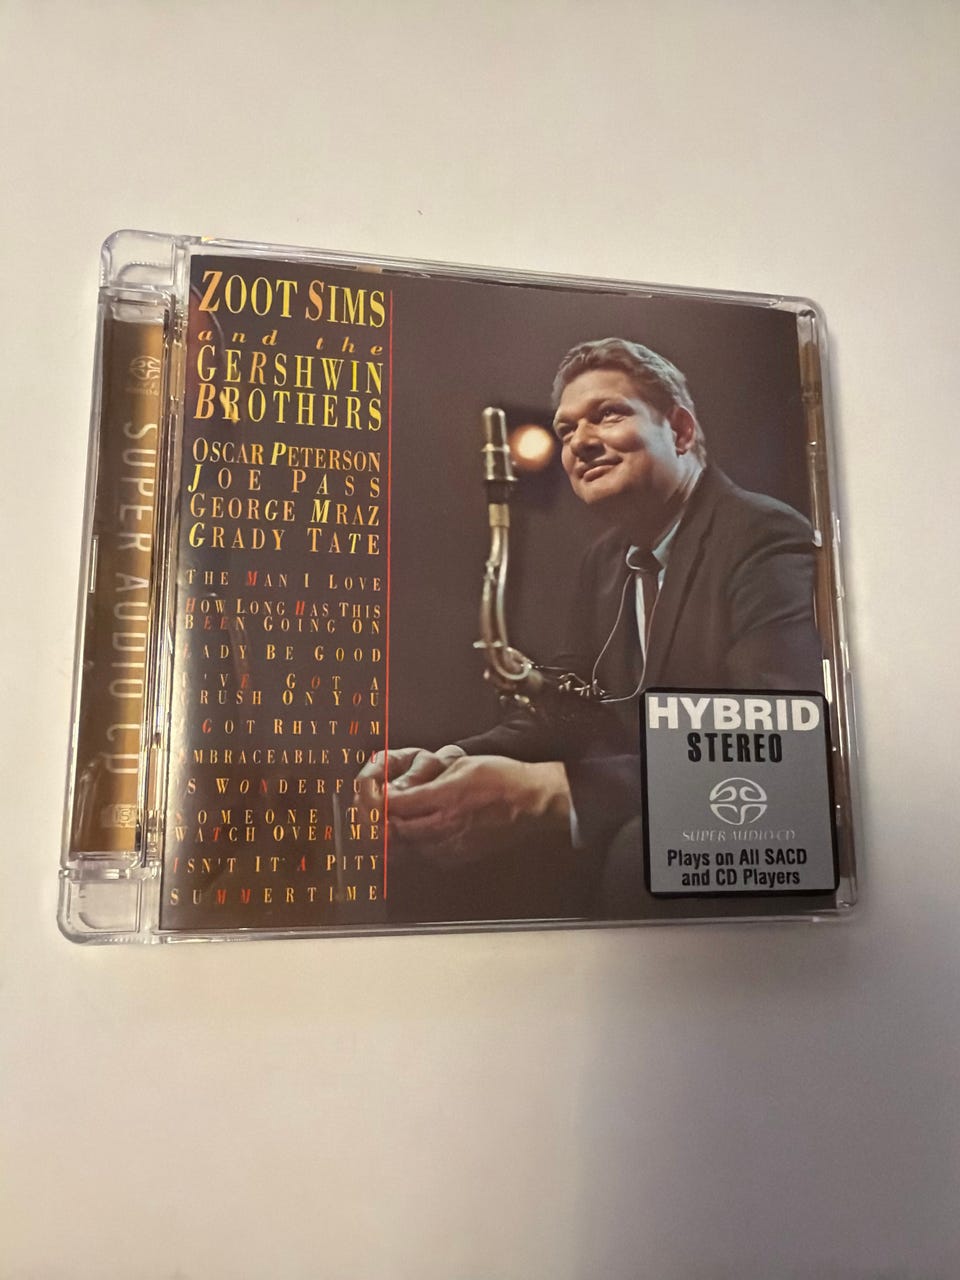 ZOOT SIMS
and the
GERSHWIN
BROTHERS
OSCAR PETERSON
JOE PASS
GEORGE MRAZ
GRADY TATE
THE MAN I LOVE
HOW LONG HAS THIS
BEEN GOING ON
LADY BE GOOD
I'VE GOT A
CRUSH ON YOU
I GOT RHYTHM
EMBRACEABLE YOU
'S WONDERFUL
SOMEONE TO
WATCH OVER ME
ISN'T IT A PITY
SUMMERTIME
SUPER AUDIO CD
HYBRID
STEREO
SUPER AUDIO CD
Plays on All SACD
and CD Players